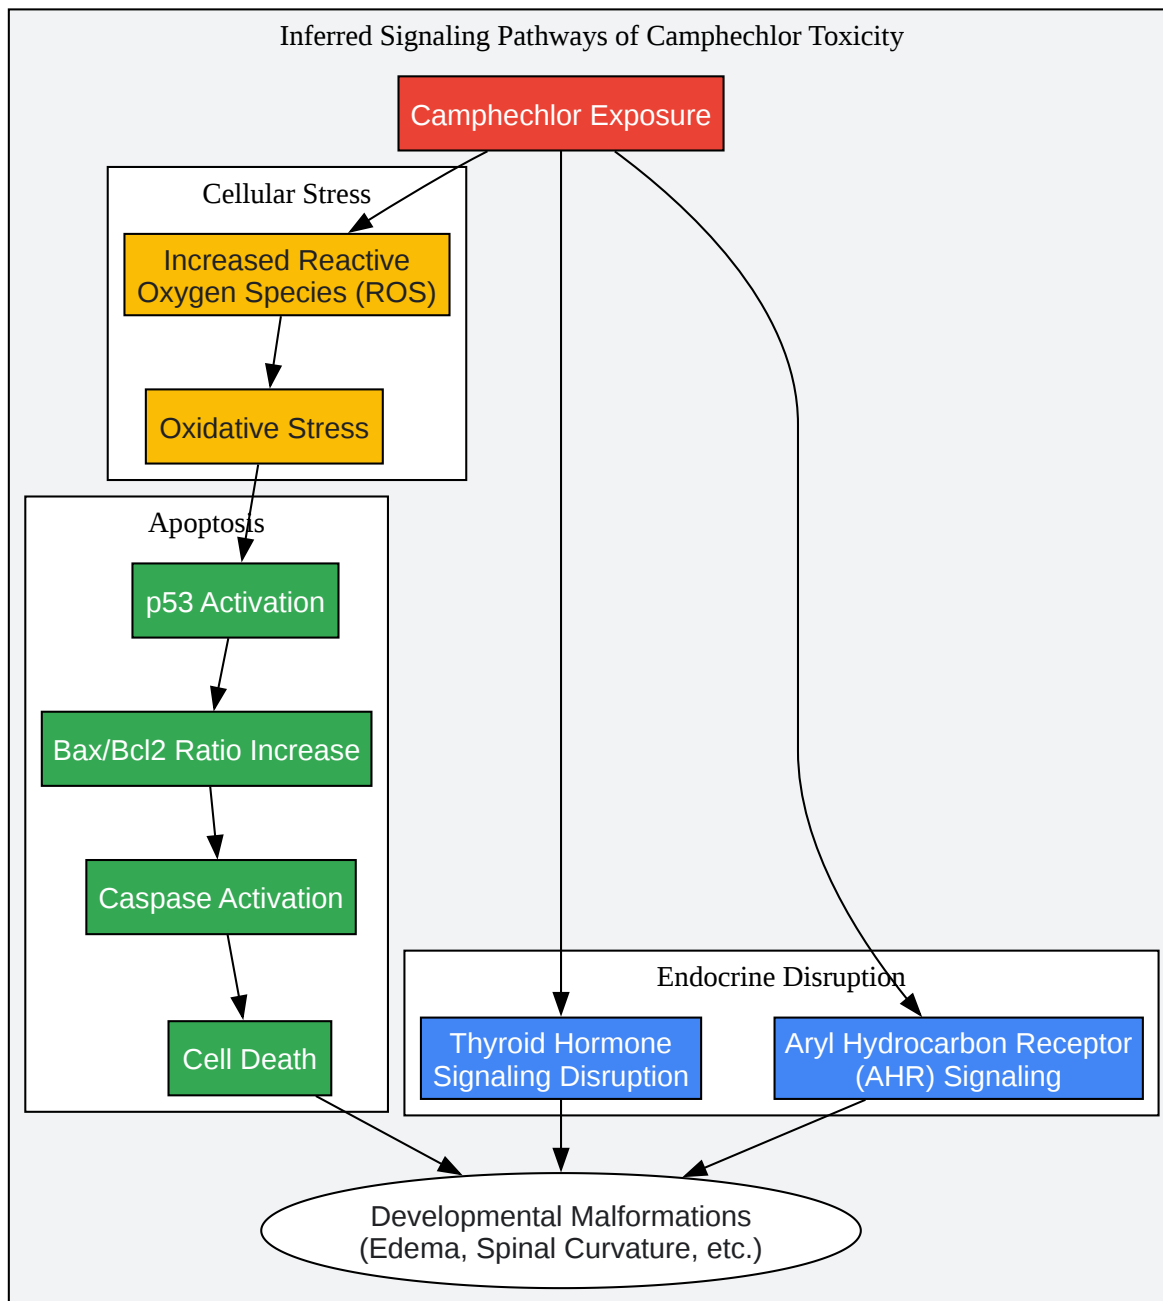 Inferred Signaling Pathways of Camphechlor Toxicity
Camphechlor Exposure
Cellular Stress
Increased Reactive
Oxygen Species (ROS)
Oxidative Stress
Apoptosis
p53 Activation
Bax/Bcl2 Ratio Increase
Caspase Activation
Cell Death
Endocrine Disruption
Thyroid Hormone
Signaling Disruption
Aryl Hydrocarbon Receptor
(AHR) Signaling
Developmental Malformations
(Edema, Spinal Curvature, etc.)